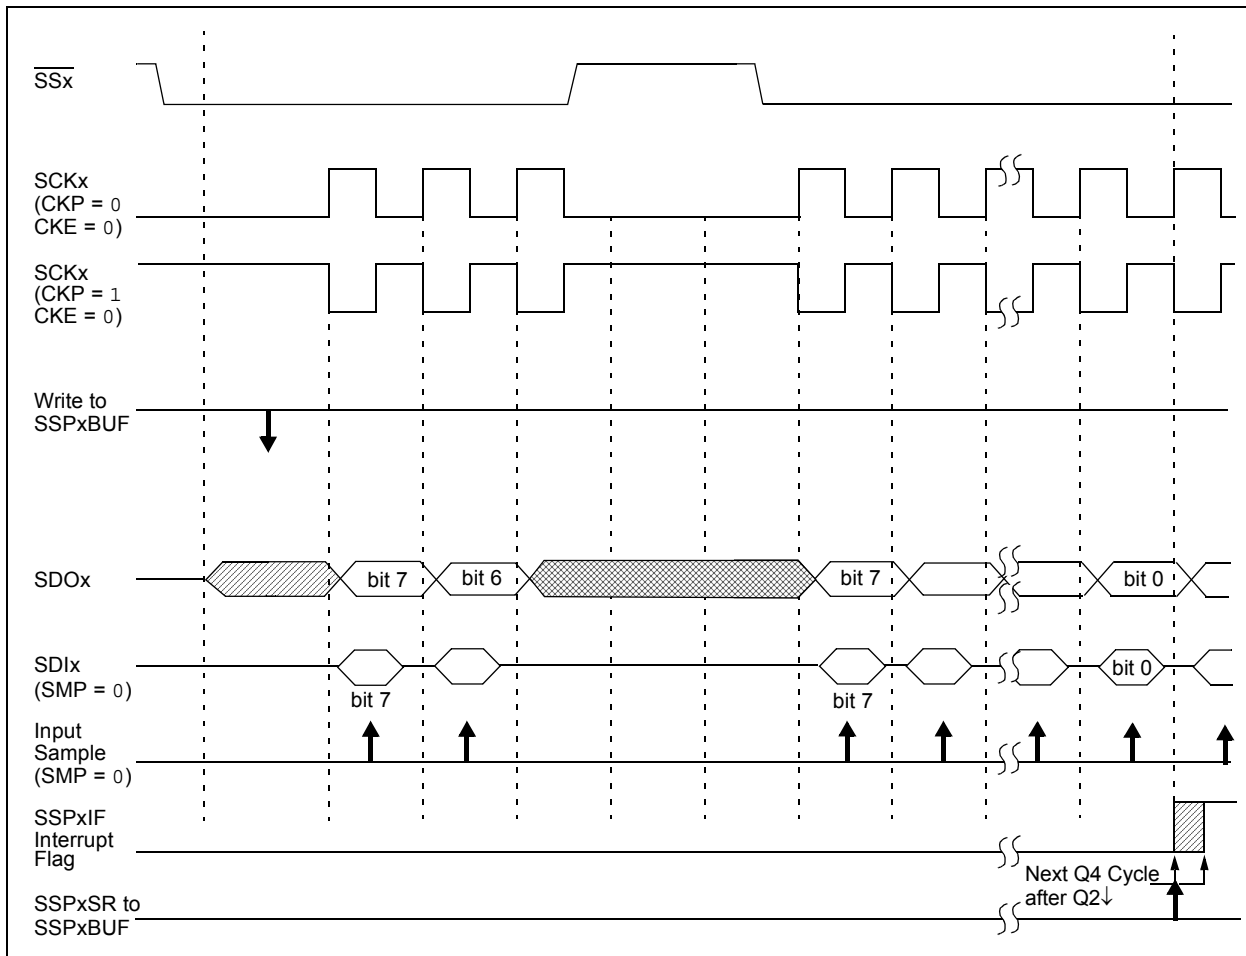 SSx
SCKx
(CKP = 0
CKE = 0)
SCKx
(CKP = 1
CKE = 0)
Write to
SSPxBUF
SDOx
bit 7
bit 6
bit 7
bit 0
SDIx
(SMP = 0)
bit 7
bit 7
bit 0
Input
Sample
(SMP = 0)
SSPxIF
Interrupt
Flag
Next Q4 Cycle
after Q2↓
SSPxSR to
SSPxBUF